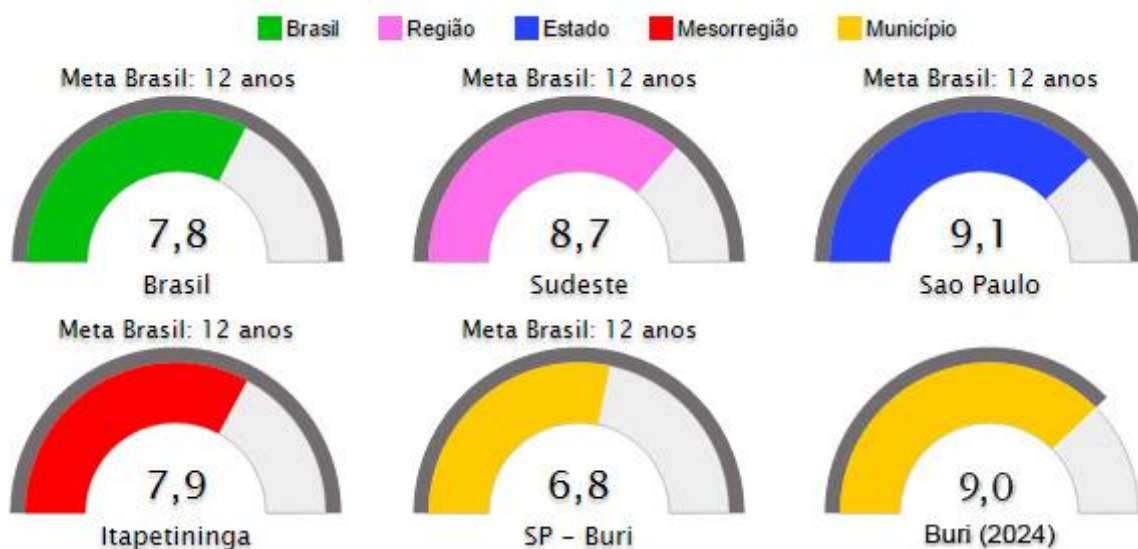 Brasil Região Estado Mesorregião Município
Meta Brasil: 12 anos Meta Brasil: 12 anos Meta Brasil: 12 anos
7,8 8,7 9,1
Brasil Sudeste Sao Paulo
Meta Brasil: 12 anos Meta Brasil: 12 anos
7,9 6,8 9,0
Itapetininga SP – Buri Buri (2024)